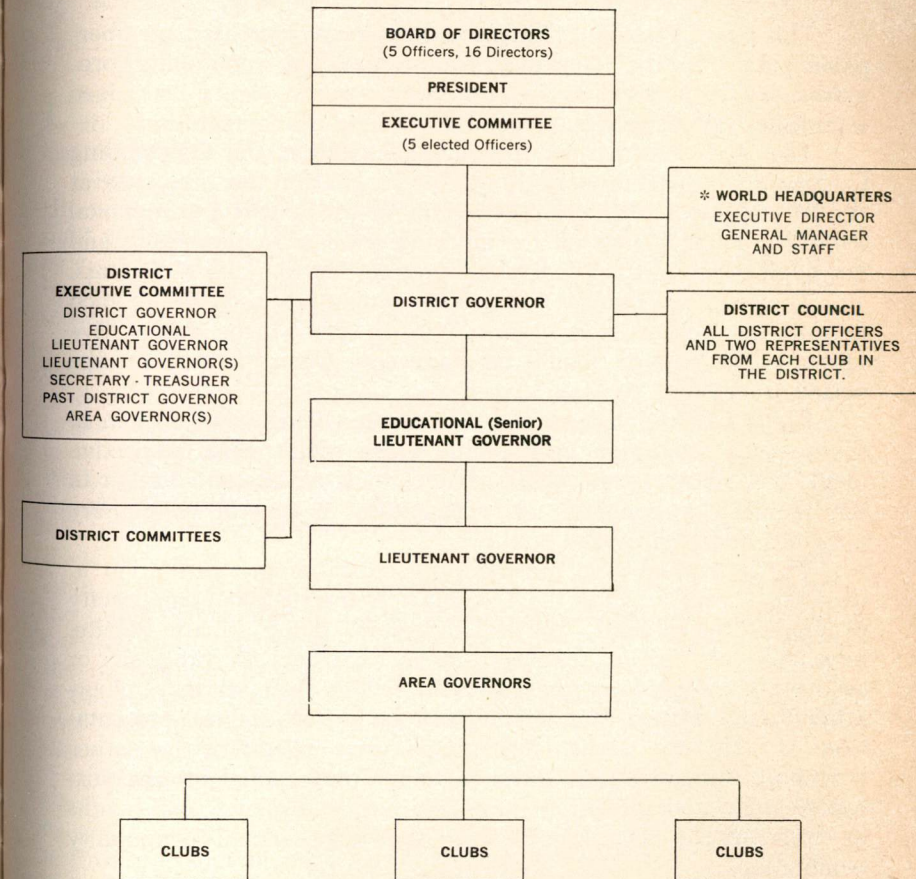 BOARD OF DIRECTORS
(5 Officers, 16 Directors)
PRESIDENT
EXECUTIVE COMMITTEE
(5 elected Officers)
✻ WORLD HEADQUARTERS
EXECUTIVE DIRECTOR
GENERAL MANAGER
AND STAFF
DISTRICT
EXECUTIVE COMMITTEE
DISTRICT GOVERNOR
EDUCATIONAL
LIEUTENANT GOVERNOR
LIEUTENANT GOVERNOR(S)
SECRETARY - TREASURER
PAST DISTRICT GOVERNOR
AREA GOVERNOR(S)
DISTRICT GOVERNOR
DISTRICT COUNCIL
ALL DISTRICT OFFICERS
AND TWO REPRESENTATIVES
FROM EACH CLUB IN
THE DISTRICT.
EDUCATIONAL (Senior)
LIEUTENANT GOVERNOR
DISTRICT COMMITTEES
LIEUTENANT GOVERNOR
AREA GOVERNORS
CLUBS
CLUBS
CLUBS